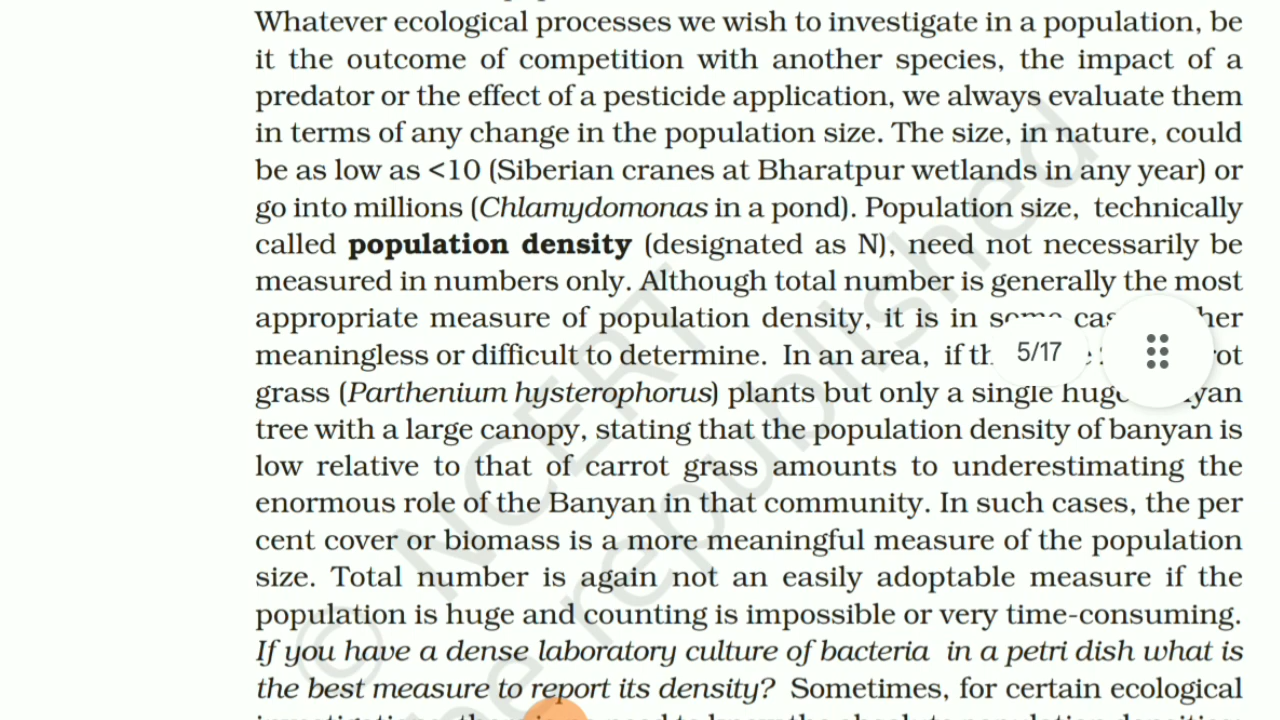 Whatever ecological processes we wish to investigate in a population, be
it the outcome of competition with another species, the impact of a
predator or the effect of a pesticide application, we always evaluate them
in terms of any change in the population size. The size, in nature, could
be as low as <10 (Siberian cranes at Bharatpur wetlands in any year) or
go into millions (Chlamydomonas in a pond). Population size, technically
called population density (designated as N), need not necessarily be
measured in numbers only. Although total number is generally the most
appropriate measure of population density, it is in some
meaningless or difficult to determine. In an area, if
5/17
grass (Parthenium hysterophorus) plants but only a single huge
tree with a large canopy, stating that the population density of banyan is
low relative to that of carrot grass amounts to underestimating the
enormous role of the Banyan in that community. In such cases, the per
cent cover or biomass is a more meaningful measure of the population
size. Total number is again not an easily adoptable measure if the
population is huge and counting is impossible or very time-consuming.
If you have a dense laboratory culture of bacteria in a petri dish what is
the best measure to report its density? Sometimes, for certain ecological
© NCERT
be republished